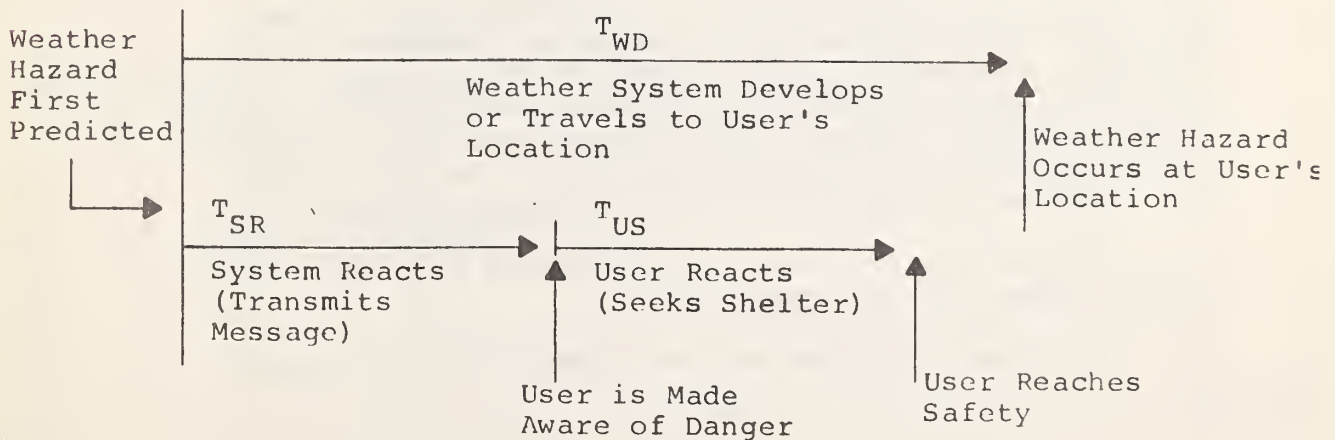 Weather
Hazard
First
Predicted
T_WD
Weather System Develops
or Travels to User's
Location
Weather Hazard
Occurs at User's
Location
T_SR
System Reacts
(Transmits
Message)
T_US
User Reacts
(Seeks Shelter)
User is Made
Aware of Danger
User Reaches
Safety